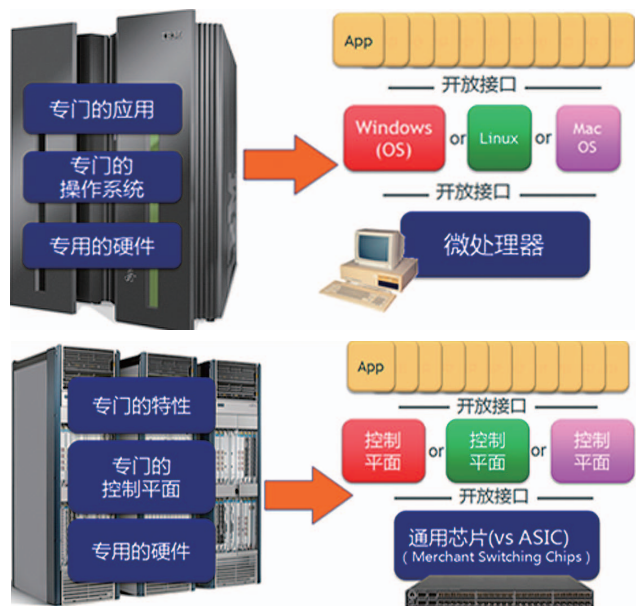 专门的应用
专门的
操作系统
专用的硬件
App
开放接口
Windows
(OS)
or
Linux
or
Mac
OS
开放接口
微处理器
专门的特性
专门的
控制平面
专用的硬件
App
开放接口
控制
平面
or
控制
平面
or
控制
平面
开放接口
通用芯片(vs ASIC)
( Merchant Switching Chips )